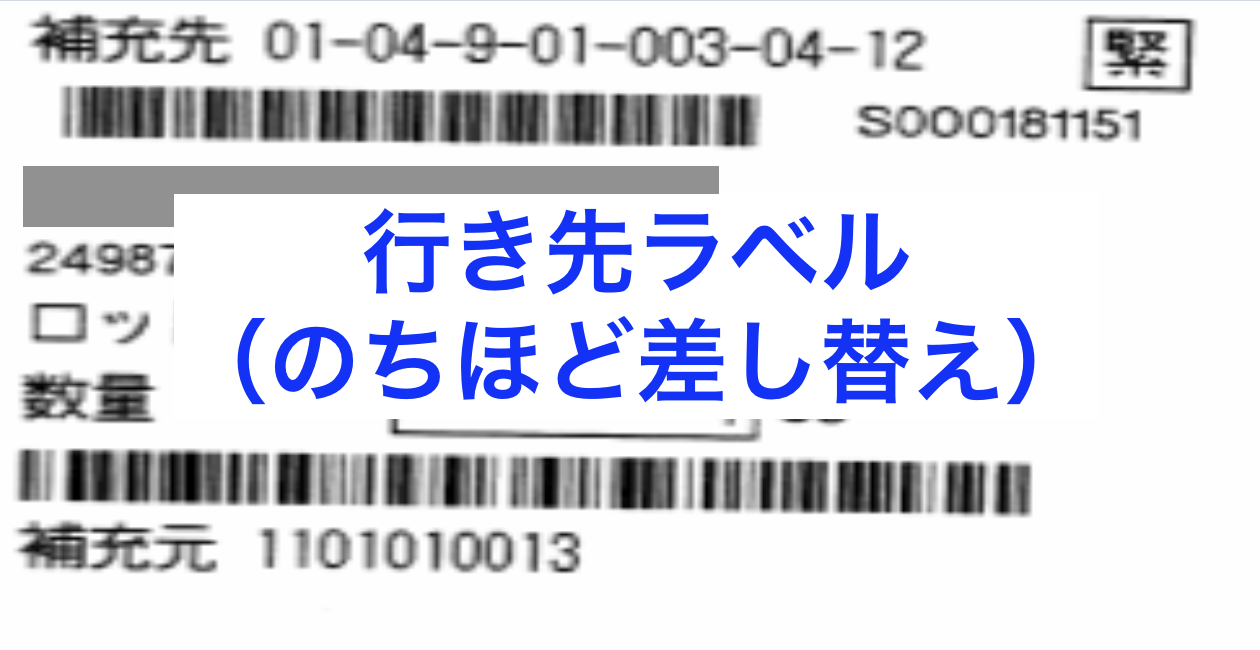 補充先 01-04-9-01-003-04-12 緊
S000181151
行き先ラベル
24987
(のちほど差し替え)
ロッ
数量
補充元 1101010013